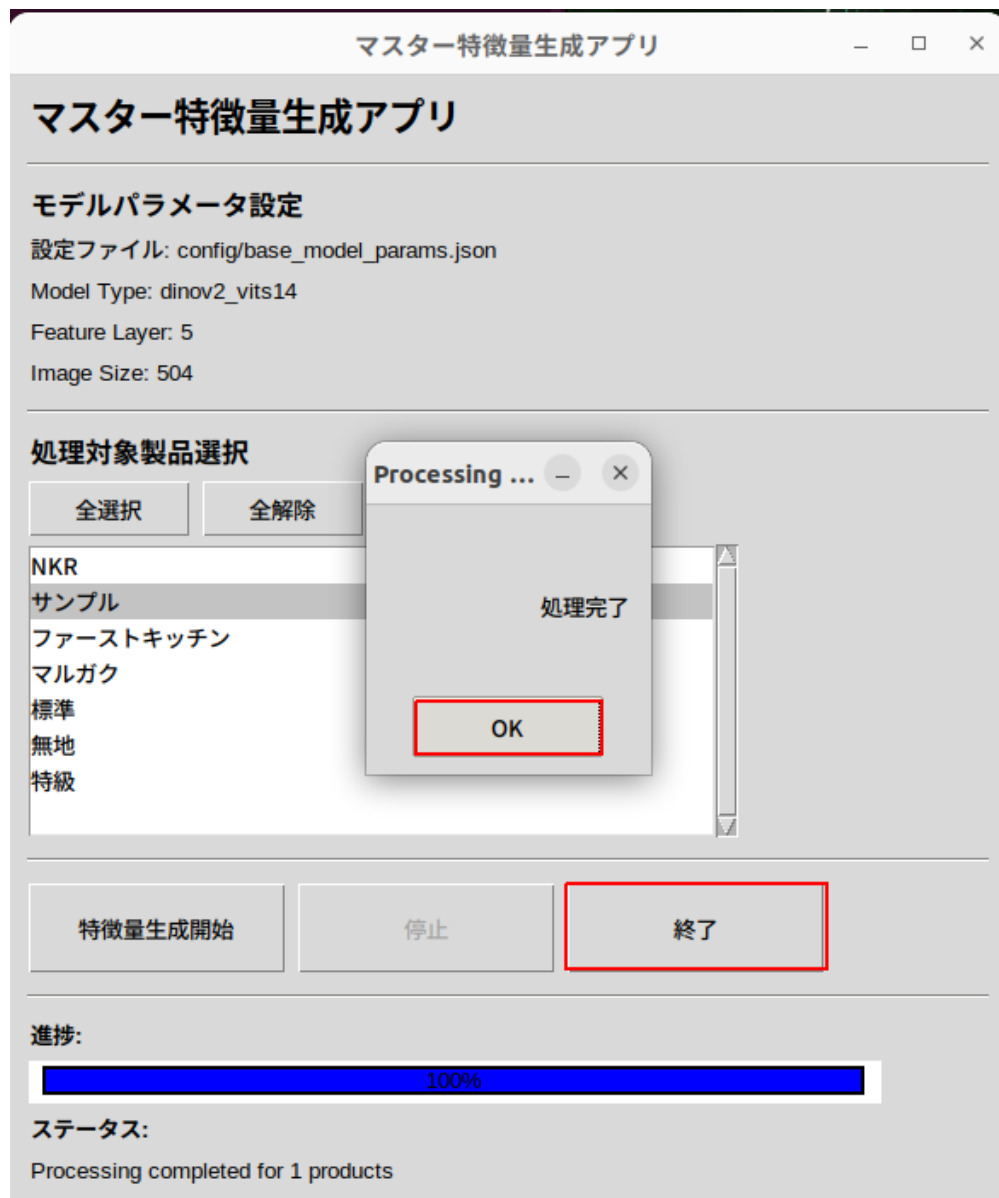 マスター特徴量生成アプリ
マスター特徴量生成アプリ
モデルパラメータ設定
設定ファイル: config/base_model_params.json
Model Type: dinov2_vits14
Feature Layer: 5
Image Size: 504
処理対象製品選択
全選択 全解除
Processing ...
処理完了
OK
NKR
サンプル
ファーストキッチン
マルガク
標準
無地
特級
特徴量生成開始 停止 終了
進捗:
100%
ステータス:
Processing completed for 1 products